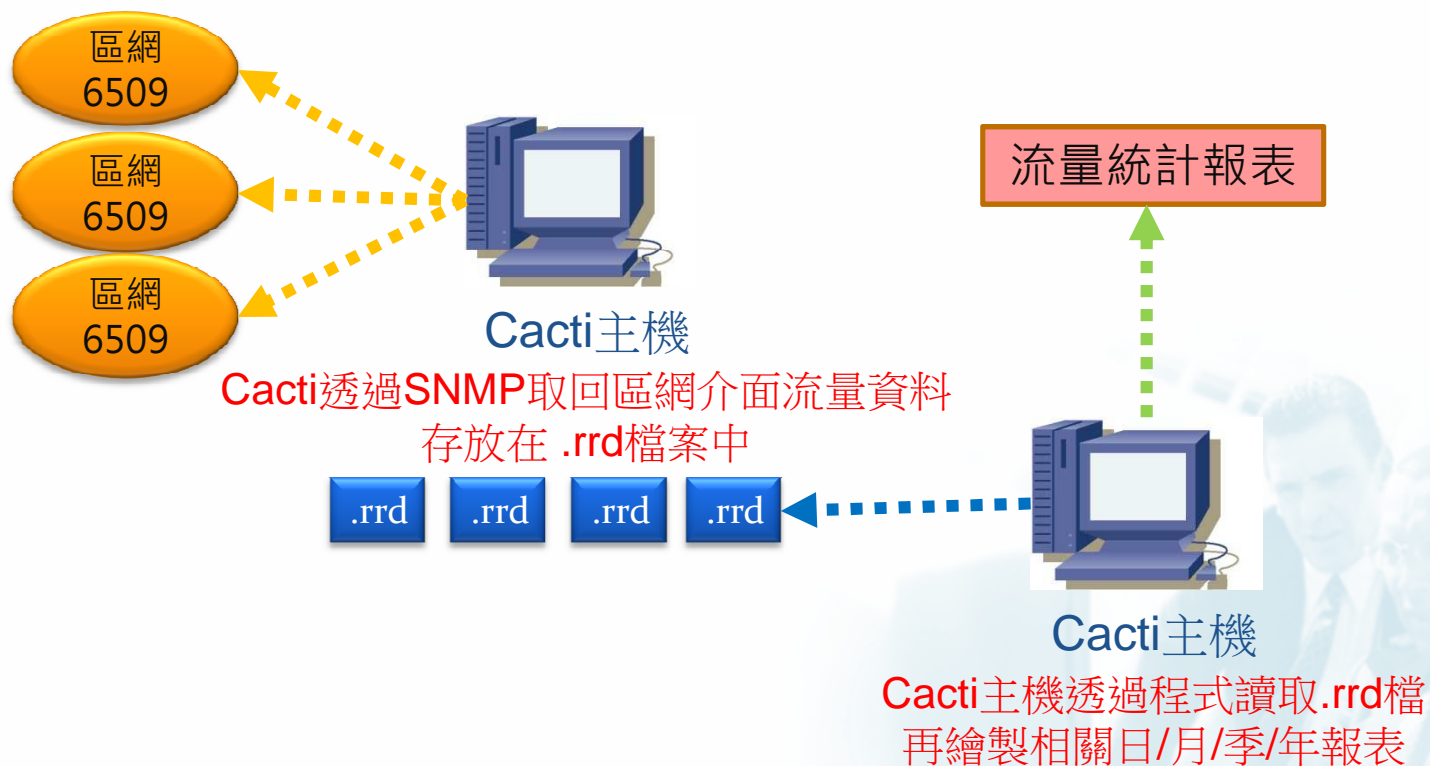 區網
6509
區網
6509
區網
6509
Cacti主機
Cacti透過SNMP取回區網介面流量資料
存放在 .rrd檔案中
.rrd
.rrd
.rrd
.rrd
流量統計報表
Cacti主機
Cacti主機透過程式讀取.rrd檔
再繪製相關日/月/季/年報表